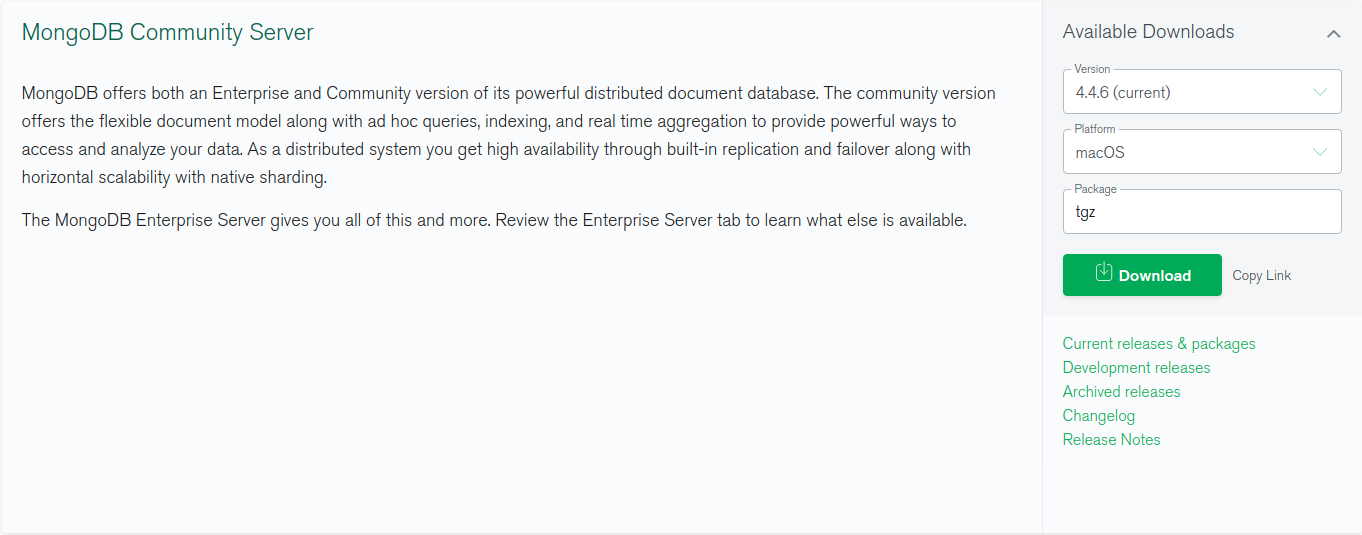 MongoDB Community Server
MongoDB offers both an Enterprise and Community version of its powerful distributed document database. The community version
offers the flexible document model along with ad hoc queries, indexing, and real time aggregation to provide powerful ways to
access and analyze your data. As a distributed system you get high availability through built-in replication and failover along with
horizontal scalability with native sharding.
The MongoDB Enterprise Server gives you all of this and more. Review the Enterprise Server tab to learn what else is available.
Available Downloads
Version
4.4.6 (current)
Platform
macOS
Package
tgz
Download
Copy Link
Current releases & packages
Development releases
Archived releases
Changelog
Release Notes